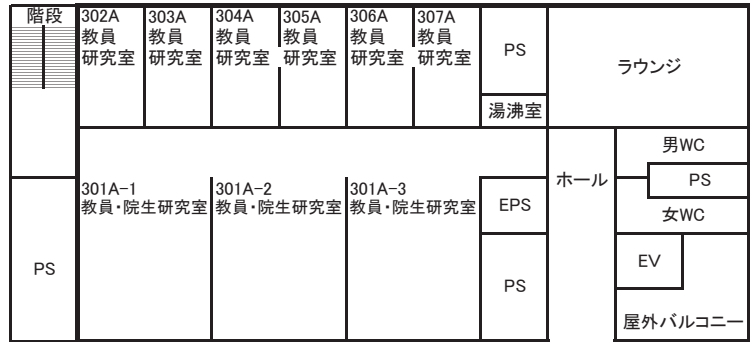 階段
302A
教員
研究室
303A
教員
研究室
304A
教員
研究室
305A
教員
研究室
306A
教員
研究室
307A
教員
研究室
PS
湯沸室
ラウンジ
301A-1
教員・院生研究室
301A-2
教員・院生研究室
301A-3
教員・院生研究室
EPS
PS
PS
ホール
男WC
PS
女WC
EV
屋外バルコニー